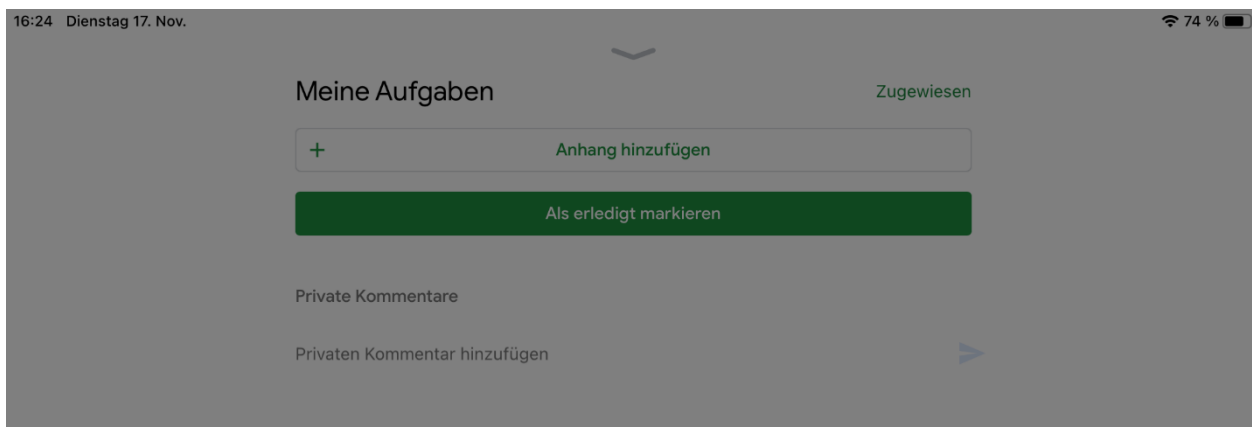 16:24 Dienstag 17. Nov. 74 %
Meine Aufgaben Zugewiesen
+ Anhang hinzufügen
Als erledigt markieren
Private Kommentare
Privaten Kommentar hinzufügen